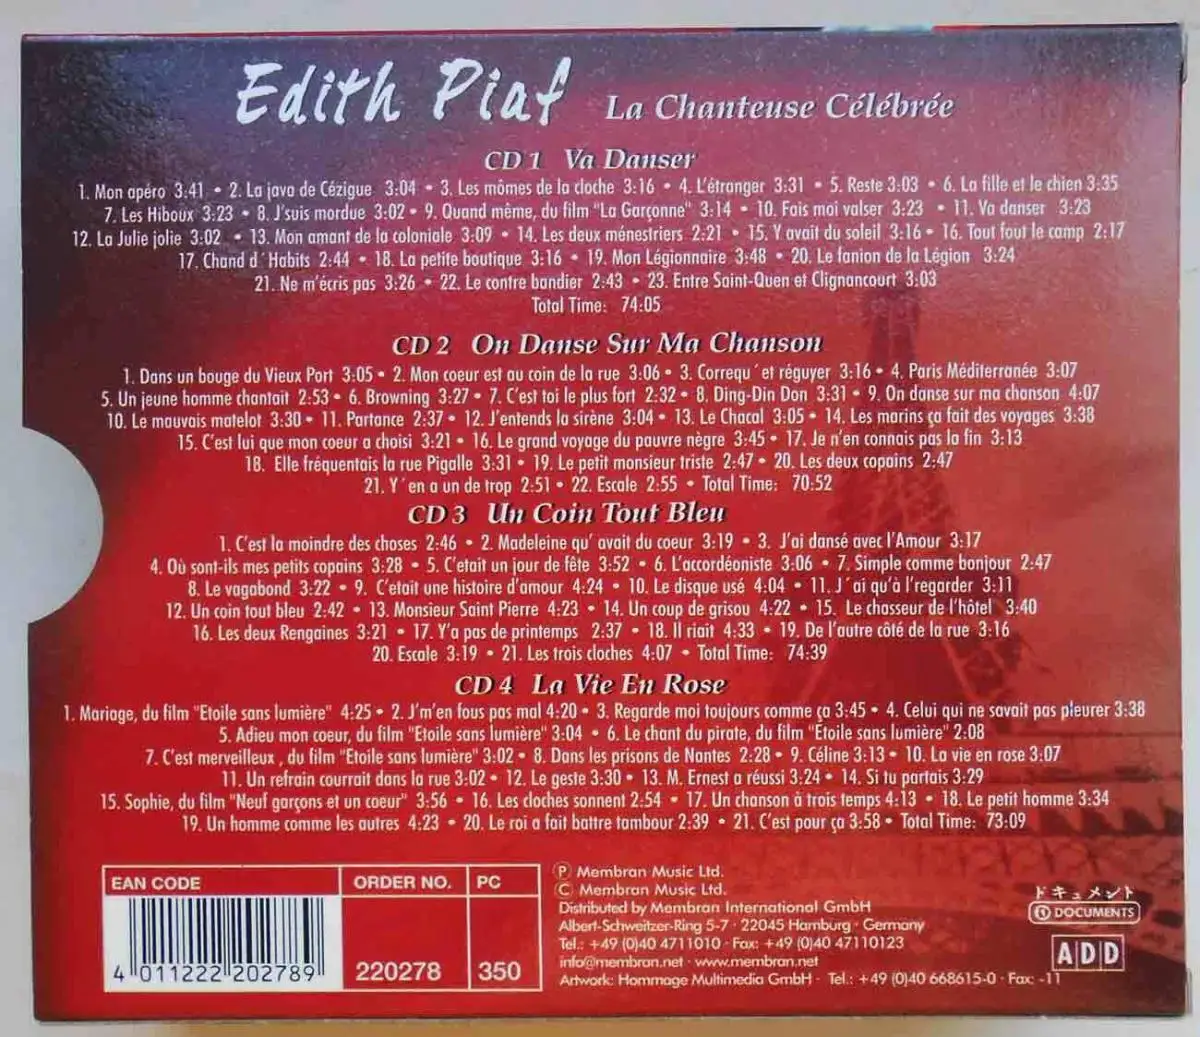 Edith Piaf La Chanteuse Célébrée
CD 1 Va Danser
1. Mon apéro 3:41 • 2. La java de Cézigue 3:04 • 3. Les mômes de la cloche 3:16 • 4. L'étranger 3:31 • 5. Reste 3:03 • 6. La fille et le chien 3:35
7. Les Hiboux 3:23 • 8. J'suis mordue 3:02 • 9. Quand même, du film "La Garçonne" 3:14 • 10. Fais moi valser 3:23 • 11. Va danser 3:23
12. La Julie jolie 3:02 • 13. Mon amant de la coloniale 3:09 • 14. Les deux ménestriers 2:21 • 15. Y avait du soleil 3:16 • 16. Tout fout le camp 2:17
17. Chand d´Habits 2:44 • 18. La petite boutique 3:16 • 19. Mon Légionnaire 3:48 • 20. Le fanion de la Légion 3:24
21. Ne m'écris pas 3:26 • 22. Le contre bandier 2:43 • 23. Entre Saint-Quen et Clignancourt 3:03
Total Time: 74:05
CD 2 On Danse Sur Ma Chanson
1. Dans un bouge du Vieux Port 3:05 • 2. Mon coeur est au coin de la rue 3:06 • 3. Correqu´et réguyer 3:16 • 4. Paris Méditerranée 3:07
5. Un jeune homme chantait 2:53 • 6. Browning 3:27 • 7. C'est toi le plus fort 2:32 • 8. Ding-Din Don 3:31 • 9. On danse sur ma chanson 4:07
10. Le mauvais matelot 3:30 • 11. Partance 2:37 • 12. J'entends la sirène 3:04 • 13. Le Chacal 3:05 • 14. Les marins ça fait des voyages 3:38
15. C'est lui que mon coeur a choisi 3:21 • 16. Le grand voyage du pauvre nègre 3:45 • 17. Je n'en connais pas la fin 3:13
18. Elle fréquentais la rue Pigalle 3:31 • 19. Le petit monsieur triste 2:47 • 20. Les deux copains 2:47
21. Y´en a un de trop 2:51 • 22. Escale 2:55 • Total Time: 70:52
CD 3 Un Coin Tout Bleu
1. C'est la moindre des choses 2:46 • 2. Madeleine qu´avait du coeur 3:19 • 3. J'ai dansé avec l'Amour 3:17
4. Où sont-ils mes petits copains 3:28 • 5. C'etait un jour de fête 3:52 • 6. L'accordéoniste 3:06 • 7. Simple comme bonjour 2:47
8. Le vagabond 3:22 • 9. C'etait une histoire d'amour 4:24 • 10. Le disque usé 4:04 • 11. J´ai qu'à l'regarder 3:11
12. Un coin tout bleu 2:42 • 13. Monsieur Saint Pierre 4:23 • 14. Un coup de grisou 4:22 • 15. Le chasseur de l'hôtel 3:40
16. Les deux Rengaines 3:21 • 17. Y'a pas de printemps 2:37 • 18. Il riait 4:33 • 19. De l'autre côté de la rue 3:16
20. Escale 3:19 • 21. Les trois cloches 4:07 • Total Time: 74:39
CD 4 La Vie En Rose
1. Mariage, du film "Etoile sans lumière" 4:25 • 2. J'm'en fous pas mal 4:20 • 3. Regarde moi toujours comme ça 3:45 • 4. Celui qui ne savait pas pleurer 3:38
5. Adieu mon coeur, du film "Etoile sans lumière" 3:04 • 6. Le chant du pirate, du film "Etoile sans lumière" 2:08
7. C'est merveilleux , du film "Etoile sans lumière" 3:02 • 8. Dans les prisons de Nantes 2:28 • 9. Céline 3:13 • 10. La vie en rose 3:07
11. Un refrain courrait dans la rue 3:02 • 12. Le geste 3:30 • 13. M. Ernest a réussi 3:24 • 14. Si tu partais 3:29
15. Sophie, du film "Neuf garçons et un coeur" 3:56 • 16. Les cloches sonnent 2:54 • 17. Un chanson à trois temps 4:13 • 18. Le petit homme 3:34
19. Un homme comme les autres 4:23 • 20. Le roi a fait battre tambour 2:39 • 21. C'est pour ça 3:58 • Total Time: 73:09
EAN CODE ORDER NO. PC
4 011222 202789 220278 350
℗ Membran Music Ltd.
© Membran Music Ltd.
Distributed by Membran International GmbH
Albert-Schweitzer-Ring 5-7 · 22045 Hamburg · Germany
Tel.: +49 (0)40 4711010 · Fax: +49 (0)40 47110123
info@membran.net · www.membran.net
Artwork: Hommage Multimedia GmbH · Tel.: +49 (0)40 668615-0 · Fax: -11
ドキュメント
DOCUMENTS
ADD